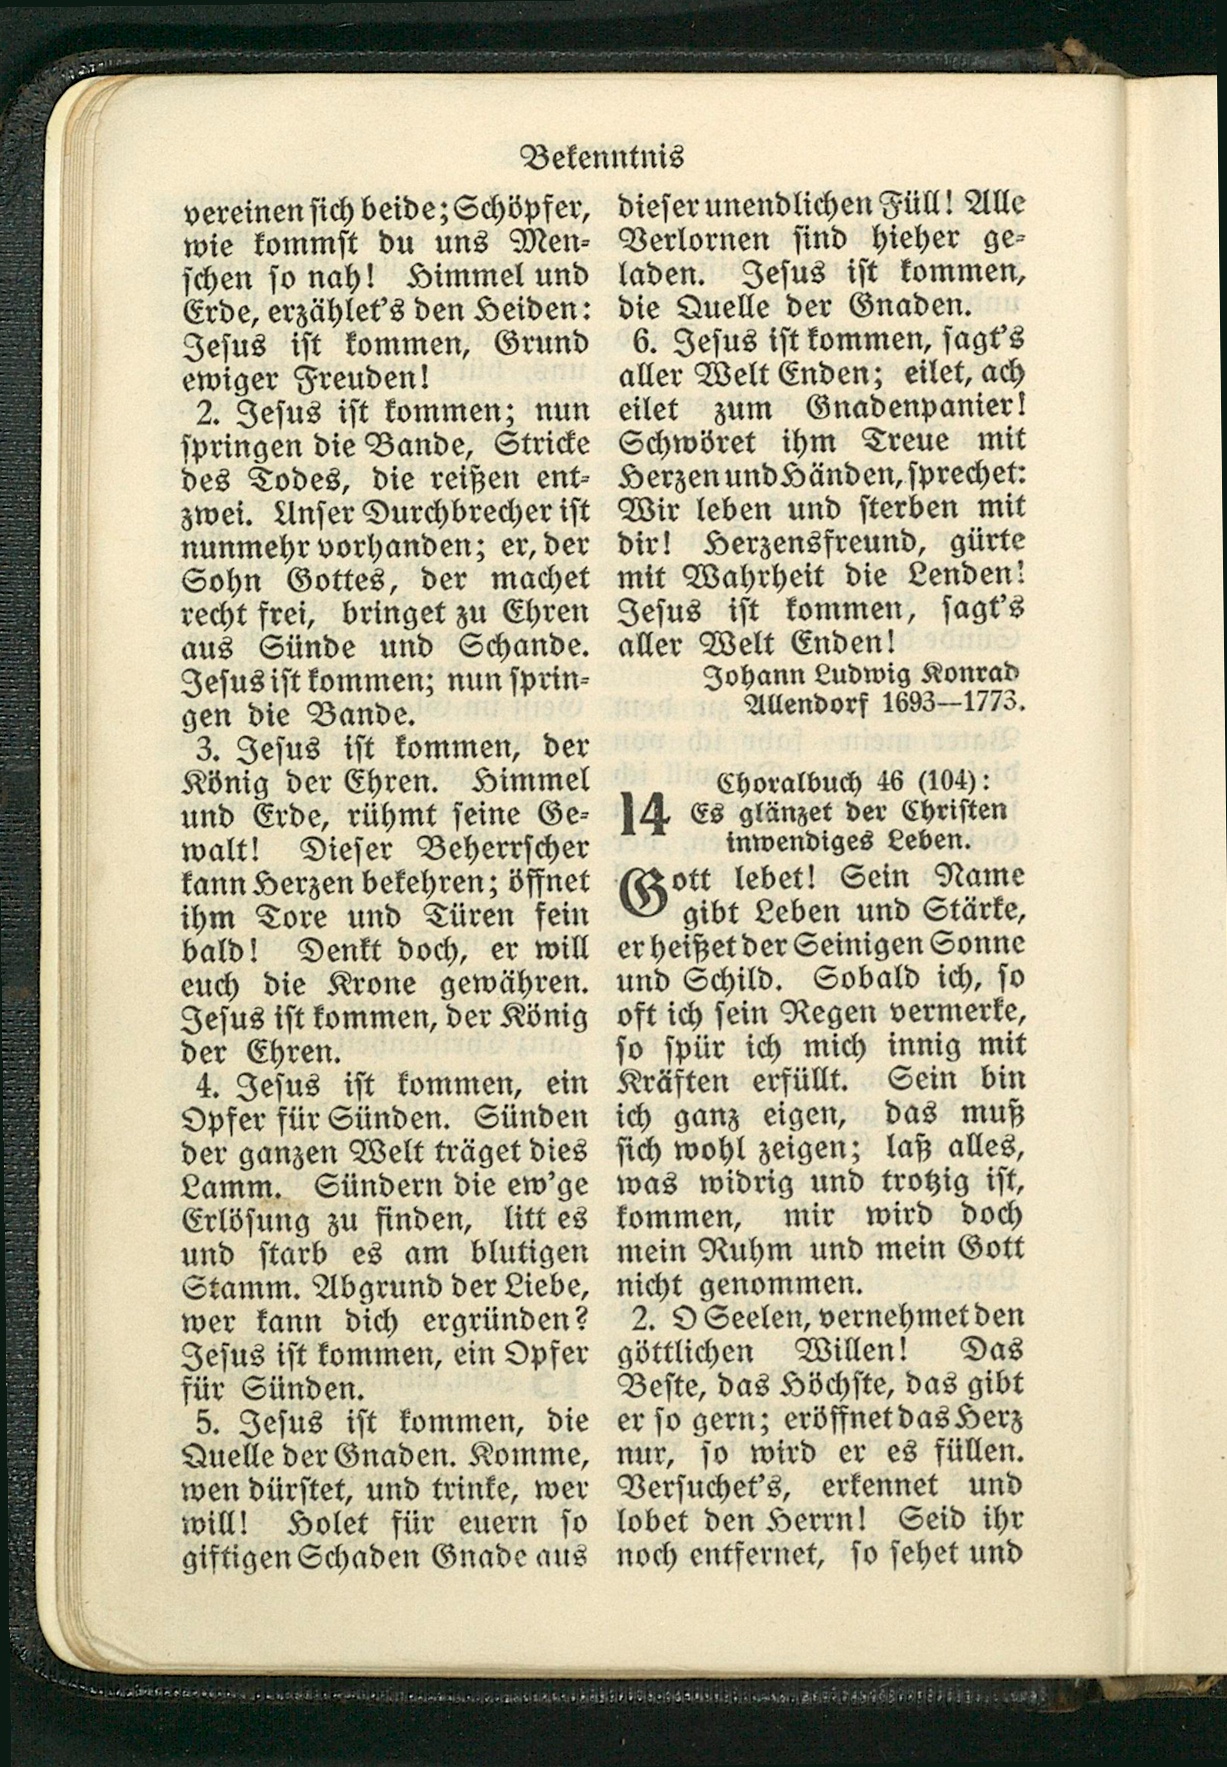 Bekenntnis
vereinen sich beide; Schöpfer,
wie kommst du uns Men-
schen so nah! Himmel und
Erde, erzählet's den Heiden:
Jesus ist kommen, Grund
ewiger Freuden!
2. Jesus ist kommen; nun
springen die Bande, Stricke
des Todes, die reißen ent-
zwei. Unser Durchbrecher ist
nunmehr vorhanden; er, der
Sohn Gottes, der machet
recht frei, bringet zu Ehren
aus Sünde und Schande.
Jesus ist kommen; nun sprin-
gen die Bande.
3. Jesus ist kommen, der
König der Ehren. Himmel
und Erde, rühmt seine Ge-
walt! Dieser Beherrscher
kann Herzen bekehren; öffnet
ihm Tore und Türen fein
bald! Denkt doch, er will
euch die Krone gewähren.
Jesus ist kommen, der König
der Ehren.
4. Jesus ist kommen, ein
Opfer für Sünden. Sünden
der ganzen Welt träget dies
Lamm. Sündern die ew'ge
Erlösung zu finden, litt es
und starb es am blutigen
Stamm. Abgrund der Liebe,
wer kann dich ergründen?
Jesus ist kommen, ein Opfer
für Sünden.
5. Jesus ist kommen, die
Quelle der Gnaden. Komme,
wen dürstet, und trinke, wer
will! Holet für euern so
giftigen Schaden Gnade aus
dieser unendlichen Füll! Alle
Verlornen sind hieher ge-
laden. Jesus ist kommen,
die Quelle der Gnaden.
6. Jesus ist kommen, sagt's
aller Welt Enden; eilet, ach
eilet zum Gnadenpanier!
Schwöret ihm Treue mit
Herzen und Händen, sprechet:
Wir leben und sterben mit
dir! Herzensfreund, gürte
mit Wahrheit die Lenden!
Jesus ist kommen, sagt's
aller Welt Enden!
Johann Ludwig Konrad
Allendorf 1693—1773.
Choralbuch 46 (104):
14 Es glänzet der Christen
inwendiges Leben.
Gott lebet! Sein Name
gibt Leben und Stärke,
er heißet der Seinigen Sonne
und Schild. Sobald ich, so
oft ich sein Regen vermerke,
so spür ich mich innig mit
Kräften erfüllt. Sein bin
ich ganz eigen, das muß
sich wohl zeigen; laß alles,
was widrig und trotzig ist,
kommen, mir wird doch
mein Ruhm und mein Gott
nicht genommen.
2. O Seelen, vernehmet den
göttlichen Willen! Das
Beste, das Höchste, das gibt
er so gern; eröffnet das Herz
nur, so wird er es füllen.
Versuchet's, erkennet und
lobet den Herrn! Seid ihr
noch entfernet, so sehet und